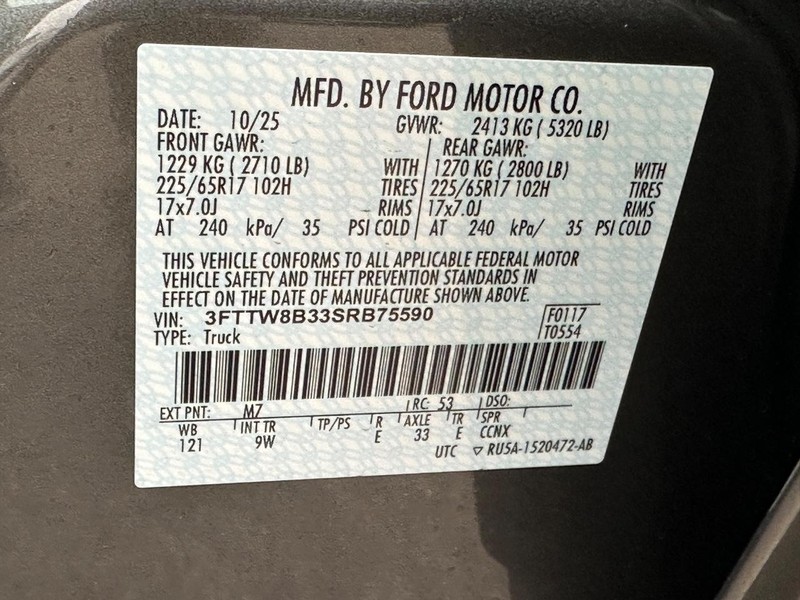 MFD. BY FORD MOTOR CO.
DATE: 10/25 GVWR: 2413 KG ( 5320 LB)
FRONT GAWR: REAR GAWR:
1229 KG ( 2710 LB) WITH 1270 KG ( 2800 LB) WITH
225/65R17 102H TIRES 225/65R17 102H TIRES
17x7.0J RIMS 17x7.0J RIMS
AT 240 kPa/ 35 PSI COLD AT 240 kPa/ 35 PSI COLD
THIS VEHICLE CONFORMS TO ALL APPLICABLE FEDERAL MOTOR
VEHICLE SAFETY AND THEFT PREVENTION STANDARDS IN
EFFECT ON THE DATE OF MANUFACTURE SHOWN ABOVE.
VIN: 3FTTW8B33SRB75590 F0117
TYPE: Truck T0554
EXT PNT: M7 RC: 53 DSO:
WB INT TR TP/PS R AXLE TR SPR
121 9W E 33 E CCNX
UTC ▽ RU5A-1520472-AB